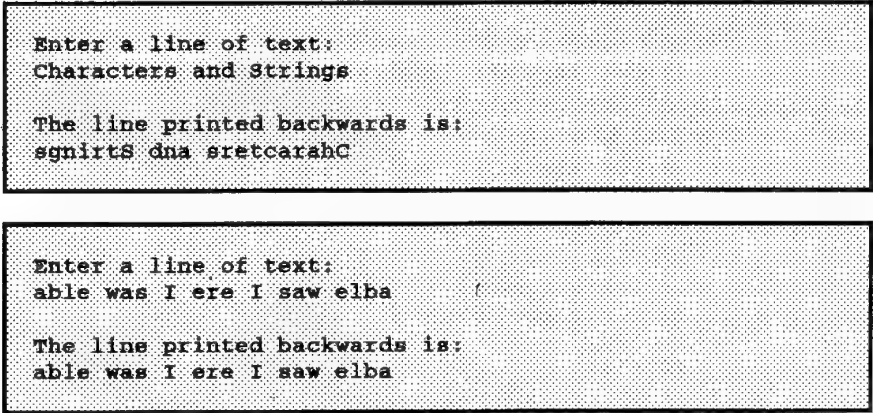 Enter a line of text:
Characters and Strings
The line printed backwards is:
sgnirtS dna sretcarahC
Enter a line of text:
able was I ere I saw elba
The line printed backwards is:
able was I ere I saw elba